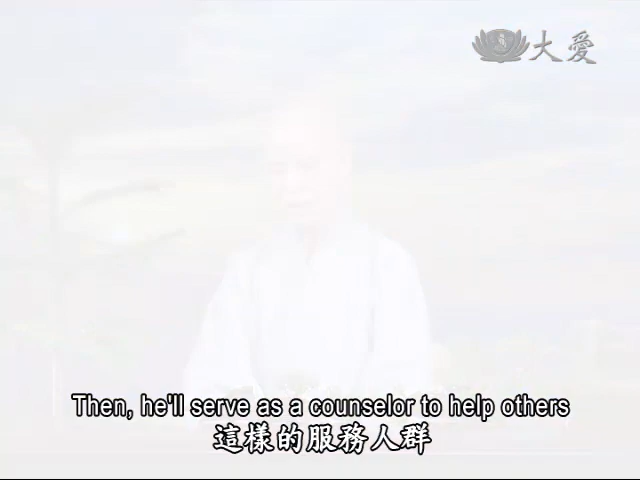 大愛
Then, he'll serve as a counselor to help others
這樣的服務人群